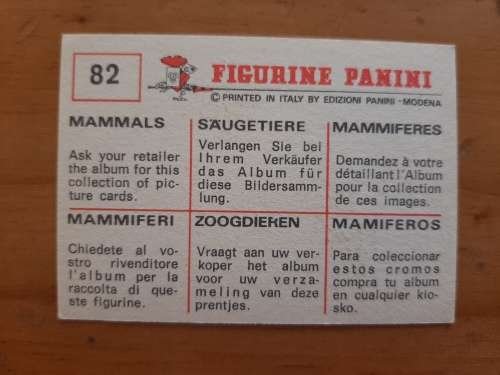 82
FIGURINE PANINI
© PRINTED IN ITALY BY EDIZIONI PANINI - MODENA
MAMMALS
Ask your retailer
the album for this
collection of pic-
ture cards.
SÄUGETIERE
Verlangen Sie bei
Ihrem Verkäufer
das Album für
diese Bildersamm-
lung.
MAMMIFERES
Demandez à votre
détaillant l'Album
pour la collection
de ces images.
MAMMIFERI
Chiedete al vo-
stro rivenditore
l'album per la
raccolta di que-
ste figurine.
ZOOGDIEREN
Vraagt aan uw ver-
koper het album
voor uw verza-
meling van deze
prentjes.
MAMIFEROS
Para coleccionar
estos cromos
compra tu album
en cualquier kio-
sko.